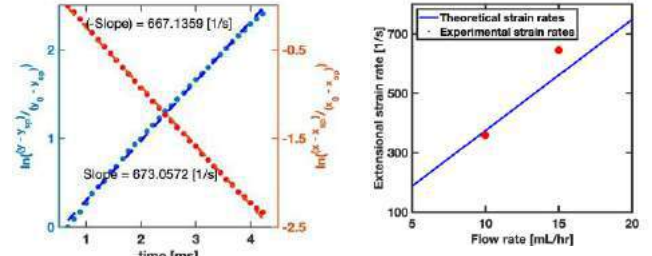 (-Slope) = 667.1359 [1/s]
Slope = 673.0572 [1/s]
2
1
0
ln(y - y_sp)/(y_0 - y_sp)
-0.5
-1.5
-2.5
ln(x - x_sp)/(x_0 - x_sp)
1 2 3 4
time [ms]
Theoretical strain rates
Experimental strain rates
Extensional strain rate [1/s]
700
500
300
100
5 10 15 20
Flow rate [mL/hr]